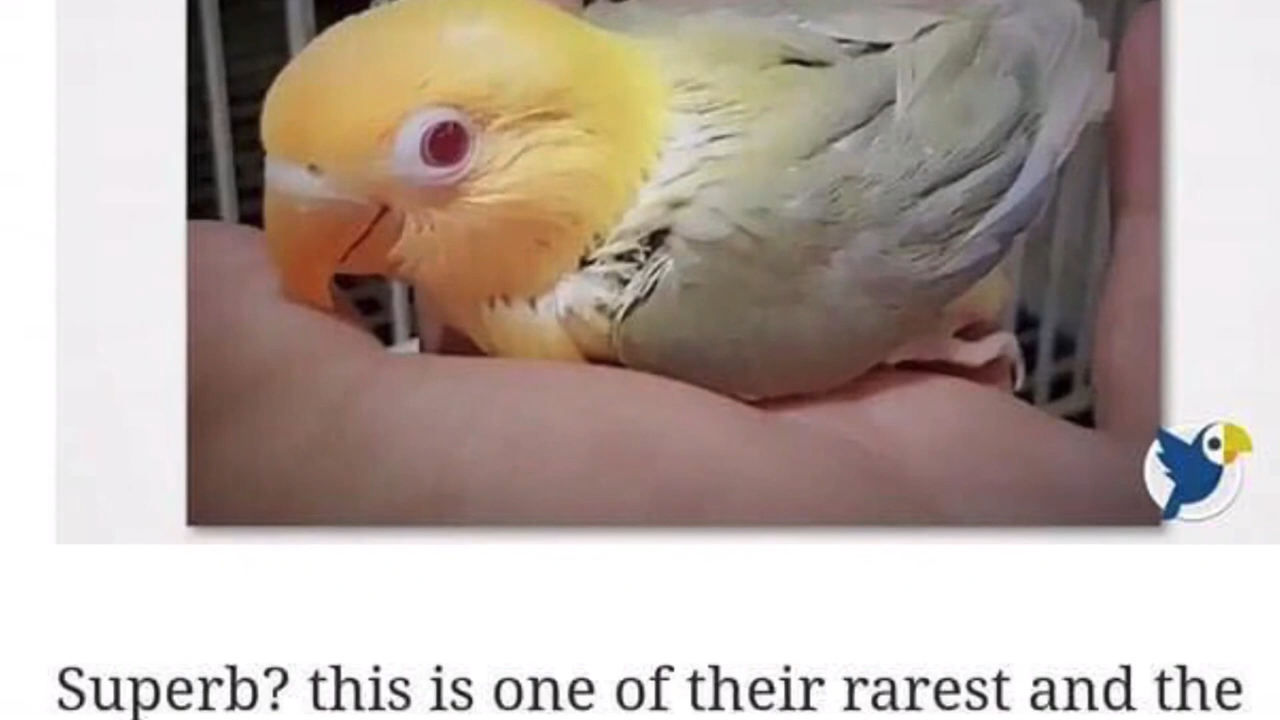 Superb? this is one of their rarest and the